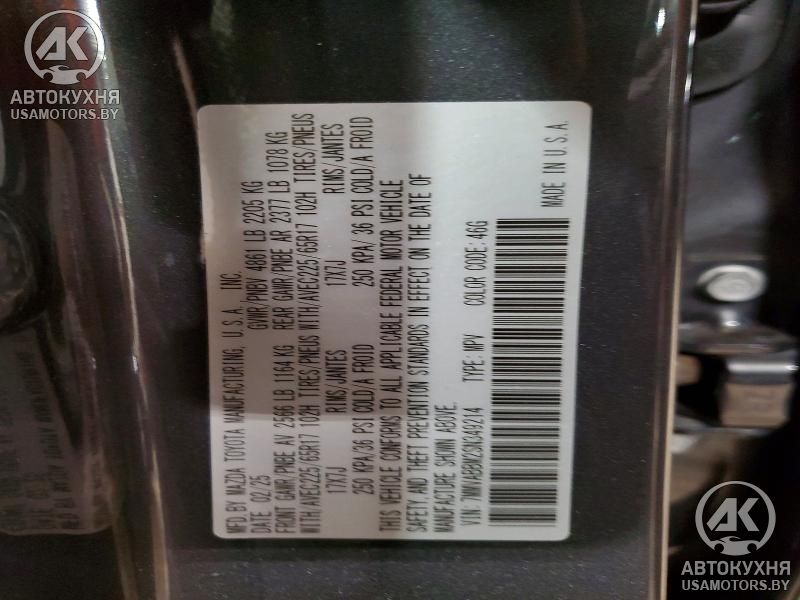 AK
АВТОКУХНЯ
USAMOTORS.BY
MFD. BY MAZDA TOYOTA MANUFACTURING, U.S.A., INC.
DATE 02/25 GVWR/PNBV 4861 LB 2205 KG
FRONT GAWR/PNBE AV 2566 LB 1164 KG REAR GAWR/PNBE AR 2377 LB 1078 KG
WITH/AVEC225/65R17 102H TIRES/PNEUS WITH/AVEC225/65R17 102H TIRES/PNEUS
17X7J RIMS/JANTES 17X7J RIMS/JANTES
250 KPA/36 PSI COLD/A FROID 250 KPA/ 36 PSI COLD/A FROID
THIS VEHICLE CONFORMS TO ALL APPLICABLE FEDERAL MOTOR VEHICLE
SAFETY AND THEFT PREVENTION STANDARDS IN EFFECT ON THE DATE OF
MANUFACTURE SHOWN ABOVE.
VIN: TYPE: MPV COLOR CODE: 46G
MADE IN U.S.A.
AK
АВТОКУХНЯ
USAMOTORS.BY